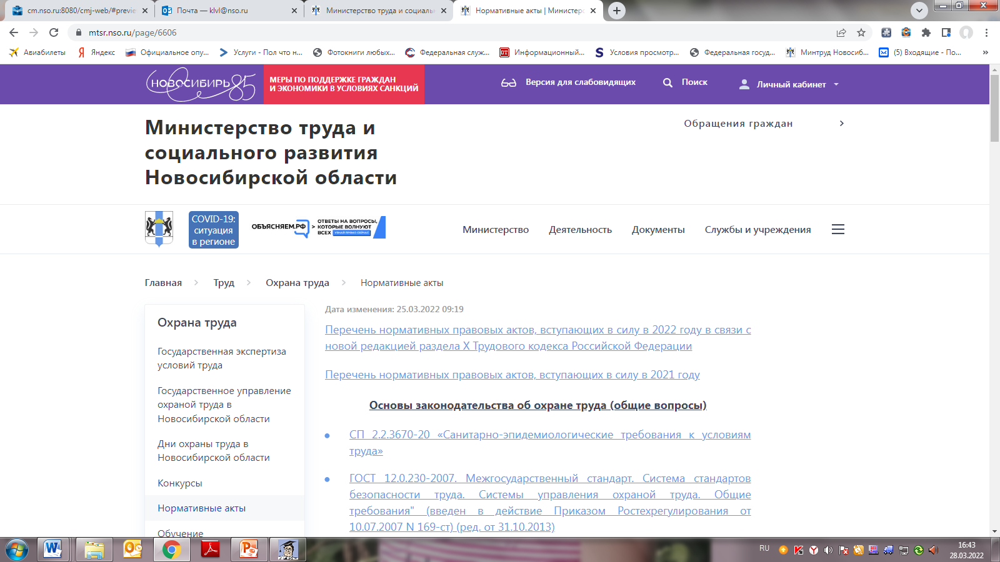 cm.nso.ru:8080/cmj-web/#previe
Почта — klvl@nso.ru
Министерство труда и социаль
Нормативные акты | Министерс
mtsr.nso.ru/page/6606
Авиабилеты
Яндекс
Официальное опу...
Услуги - Пол что н...
Фотокниги любых...
Федеральная служ...
Информационный...
Условия просмотр...
Федеральная госуд...
Минтруд Новосиб...
(5) Входящие - По...
НОВОСИБИРЬ 85
МЕРЫ ПО ПОДДЕРЖКЕ ГРАЖДАН
И ЭКОНОМИКИ В УСЛОВИЯХ САНКЦИЙ
Версия для слабовидящих
Поиск
Личный кабинет
Министерство труда и
социального развития
Новосибирской области
Обращения граждан
COVID-19:
ситуация
в регионе
ОБЪЯСНЯЕМ.РФ >
ОТВЕТЫ НА ВОПРОСЫ,
КОТОРЫЕ ВОЛНУЮТ
ВСЕХ УЗНАЙ ПРЯМО СЕЙЧАС
Министерство
Деятельность
Документы
Службы и учреждения
Главная > Труд > Охрана труда > Нормативные акты
Охрана труда
Государственная экспертиза
условий труда
Государственное управление
охраной труда в
Новосибирской области
Дни охраны труда в
Новосибирской области
Конкурсы
Нормативные акты
Обучение
Дата изменения: 25.03.2022 09:19
Перечень нормативных правовых актов, вступающих в силу в 2022 году в связи с
новой редакцией раздела X Трудового кодекса Российской Федерации
Перечень нормативных правовых актов, вступающих в силу в 2021 году
Основы законодательства об охране труда (общие вопросы)
СП 2.2.3670-20 «Санитарно-эпидемиологические требования к условиям
труда»
ГОСТ 12.0.230-2007. Межгосударственный стандарт. Система стандартов
безопасности труда. Системы управления охраной труда. Общие
требования" (введен в действие Приказом Ростехрегулирования от
10.07.2007 N 169-ст) (ред. от 31.10.2013)
RU
16:43
28.03.2022